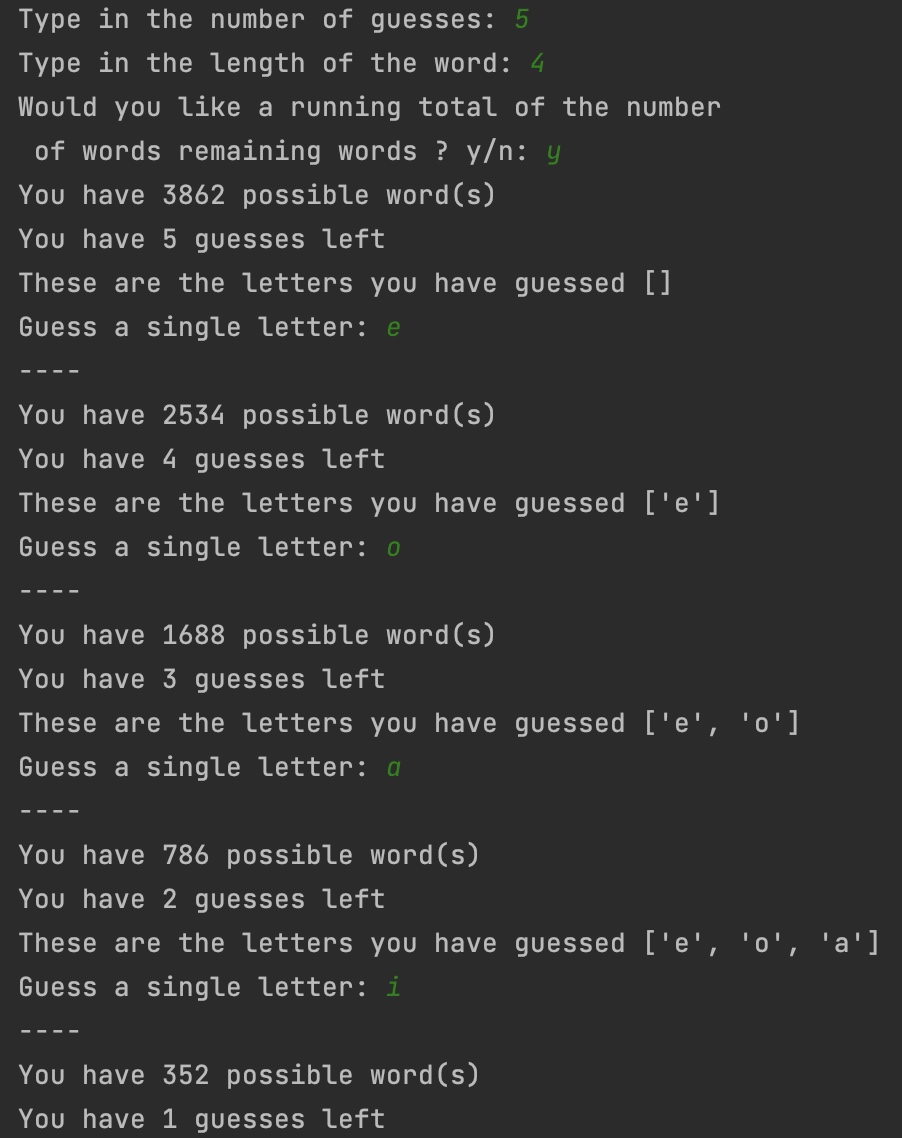 Type in the number of guesses: 5
Type in the length of the word: 4
Would you like a running total of the number
 of words remaining words ? y/n: y
You have 3862 possible word(s)
You have 5 guesses left
These are the letters you have guessed []
Guess a single letter: e
----
You have 2534 possible word(s)
You have 4 guesses left
These are the letters you have guessed ['e']
Guess a single letter: o
----
You have 1688 possible word(s)
You have 3 guesses left
These are the letters you have guessed ['e', 'o']
Guess a single letter: a
----
You have 786 possible word(s)
You have 2 guesses left
These are the letters you have guessed ['e', 'o', 'a']
Guess a single letter: i
----
You have 352 possible word(s)
You have 1 guesses left